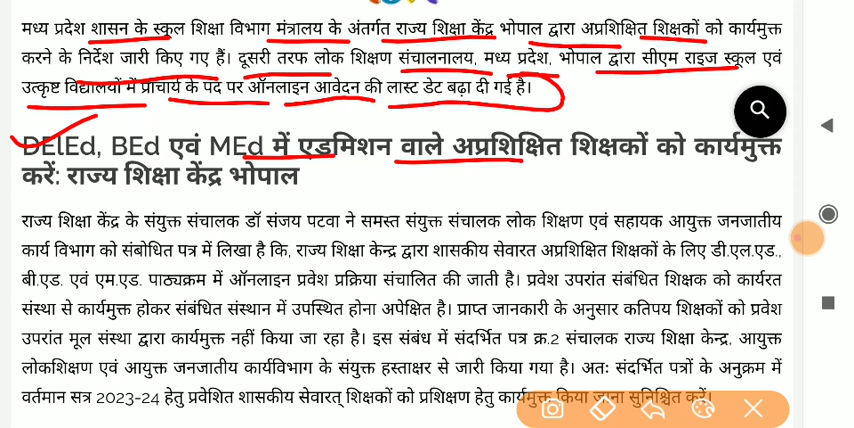 मध्य प्रदेश शासन के स्कूल शिक्षा विभाग मंत्रालय के अंतर्गत राज्य शिक्षा केंद्र भोपाल द्वारा अप्रशिक्षित शिक्षकों को कार्यमुक्त
करने के निर्देश जारी किए गए हैं। दूसरी तरफ लोक शिक्षण संचालनालय, मध्य प्रदेश, भोपाल द्वारा सीएम राइज स्कूल एवं
उत्कृष्ट विद्यालयों में प्राचार्य के पद पर ऑनलाइन आवेदन की लास्ट डेट बढ़ा दी गई है।
DElEd, BEd एवं MEd में एडमिशन वाले अप्रशिक्षित शिक्षकों को कार्यमुक्त
करें: राज्य शिक्षा केंद्र भोपाल
राज्य शिक्षा केंद्र के संयुक्त संचालक डॉ संजय पटवा ने समस्त संयुक्त संचालक लोक शिक्षण एवं सहायक आयुक्त जनजातीय
कार्य विभाग को संबोधित पत्र में लिखा है कि, राज्य शिक्षा केन्द्र द्वारा शासकीय सेवारत अप्रशिक्षित शिक्षकों के लिए डी.एल.एड.,
बी.एड. एवं एम.एड. पाठ्यक्रम में ऑनलाइन प्रवेश प्रक्रिया संचालित की जाती है। प्रवेश उपरांत संबंधित शिक्षक को कार्यरत
संस्था से कार्यमुक्त होकर संबंधित संस्थान में उपस्थित होना अपेक्षित है। प्राप्त जानकारी के अनुसार कतिपय शिक्षकों को प्रवेश
उपरांत मूल संस्था द्वारा कार्यमुक्त नहीं किया जा रहा है। इस संबंध में संदर्भित पत्र क्र.2 संचालक राज्य शिक्षा केन्द्र, आयुक्त
लोकशिक्षण एवं आयुक्त जनजातीय कार्यविभाग के संयुक्त हस्ताक्षर से जारी किया गया है। अतः संदर्भित पत्रों के अनुक्रम में
वर्तमान सत्र 2023-24 हेतु प्रवेशित शासकीय सेवारत् शिक्षकों को प्रशिक्षण हेतु कार्यमुक्त किया जाना सुनिश्चित करें।